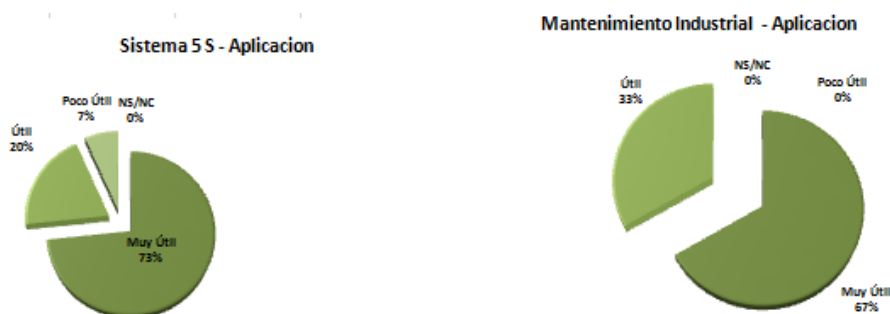 Sistema 5 S - Aplicacion
Poco Útil
7%
NS/NC
0%
Útil
20%
Muy Útil
73%
Mantenimiento Industrial - Aplicacion
NS/NC
0%
Poco Útil
0%
Útil
33%
Muy Útil
67%